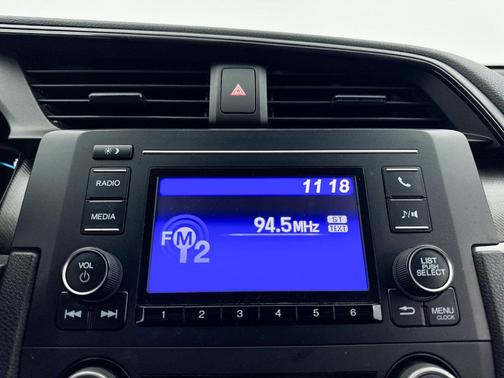 11 18
RADIO
94.5MHz ST
TEXT
MEDIA
FM 2
VOL
LIST
PUSH
SELECT
1 2 3 4 5 6
MENU
CLOCK